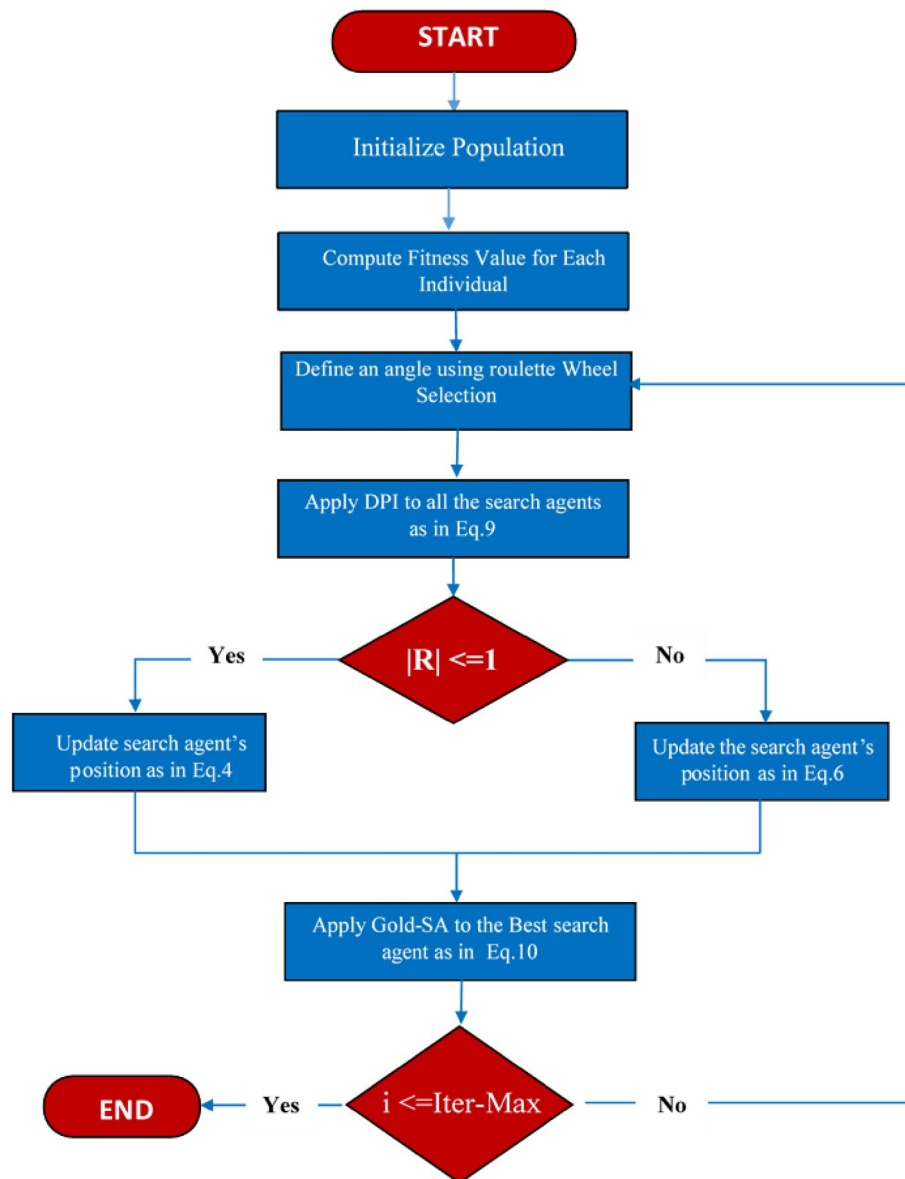 START
Initialize Population
Compute Fitness Value for Each
Individual
Define an angle using roulette Wheel
Selection
Apply DPI to all the search agents
as in Eq.9
|R| <=1
Yes
No
Update search agent's
position as in Eq.4
Update the search agent's
position as in Eq.6
Apply Gold-SA to the Best search
agent as in Eq.10
i <=Iter-Max
Yes
No
END